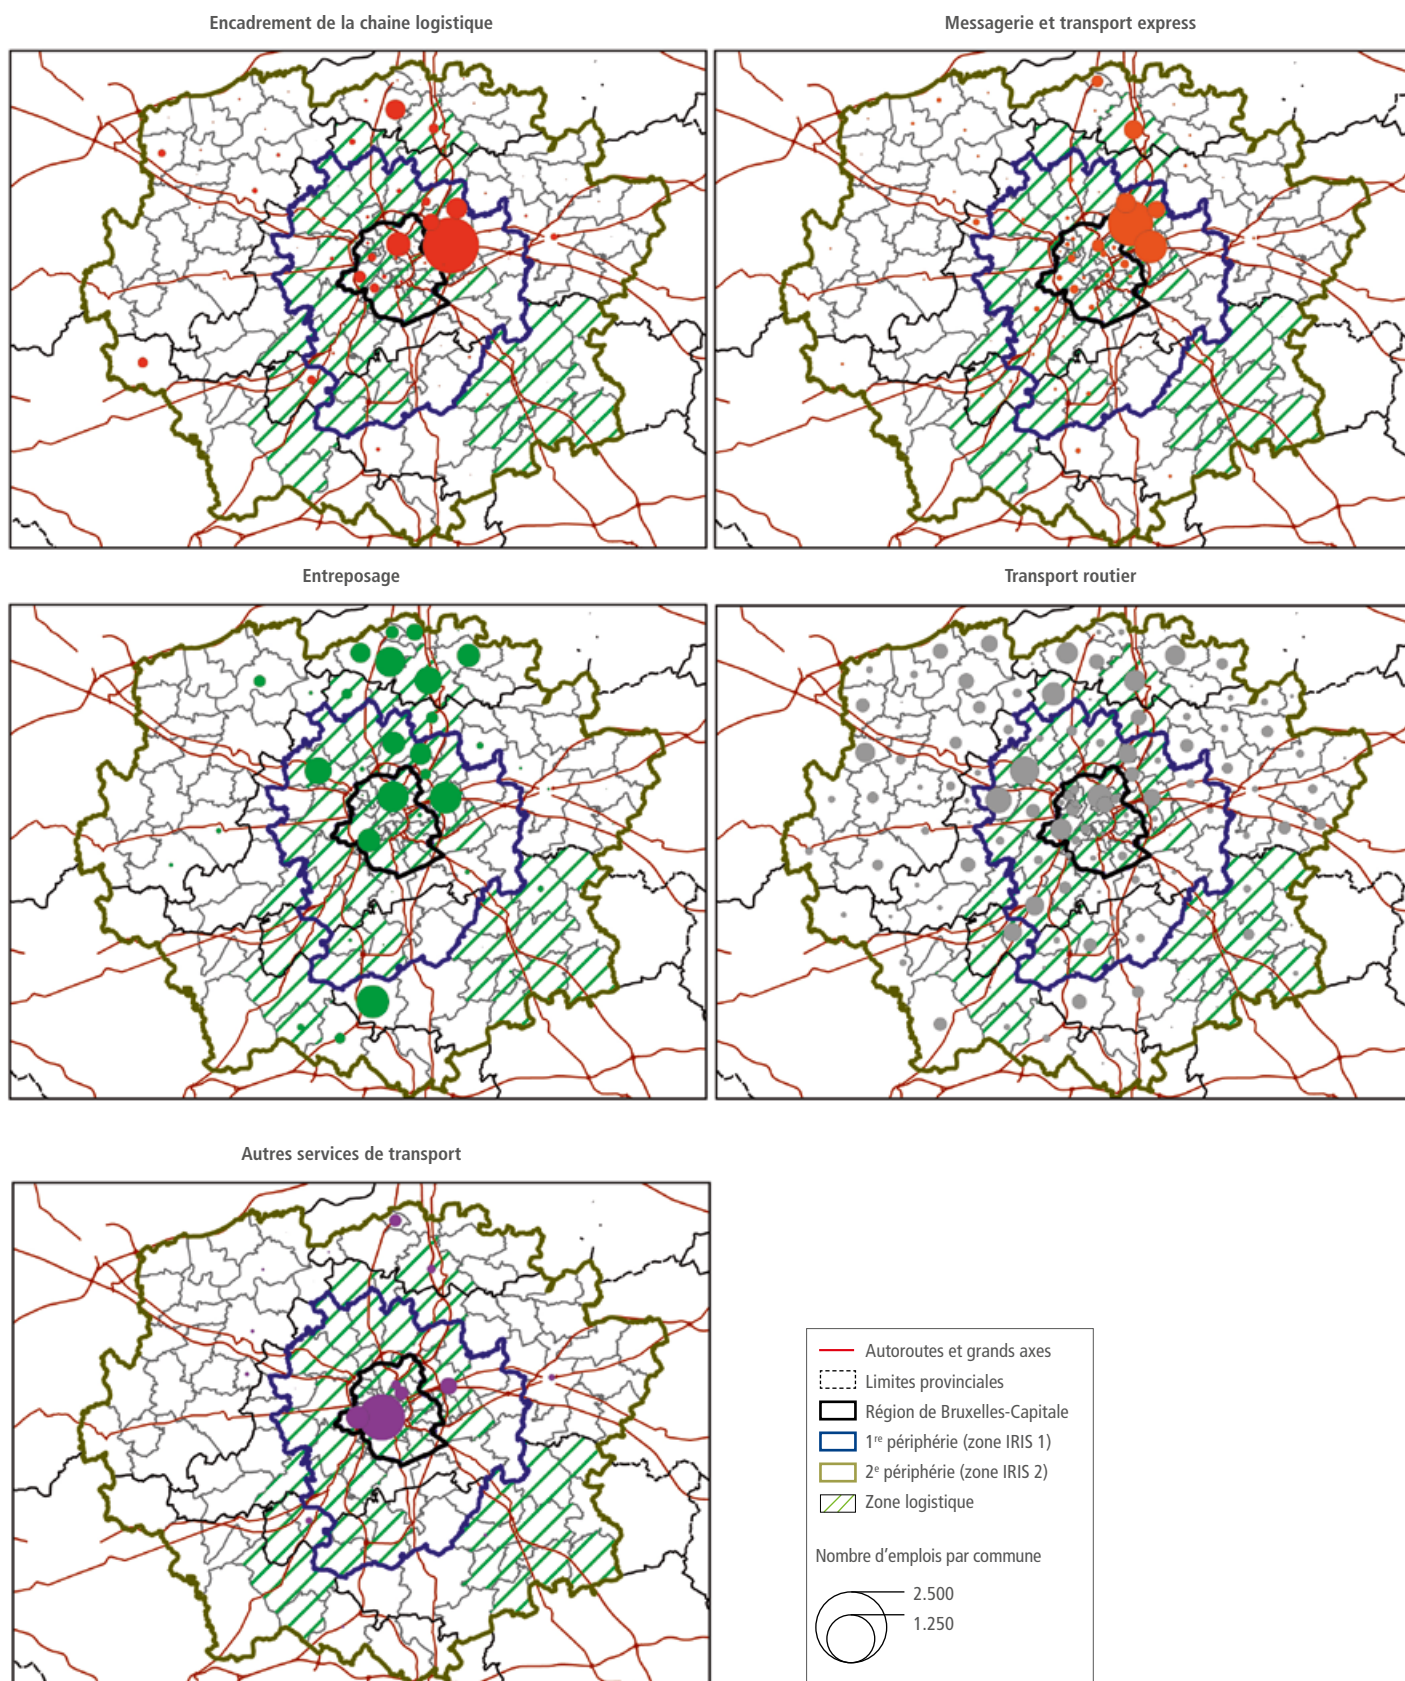 Encadrement de la chaine logistique
Messagerie et transport express
Entreposage
Transport routier
Autres services de transport
Autoroutes et grands axes
Limites provinciales
Région de Bruxelles-Capitale
1re périphérie (zone IRIS 1)
2e périphérie (zone IRIS 2)
Zone logistique
Nombre d'emplois par commune
2.500
1.250